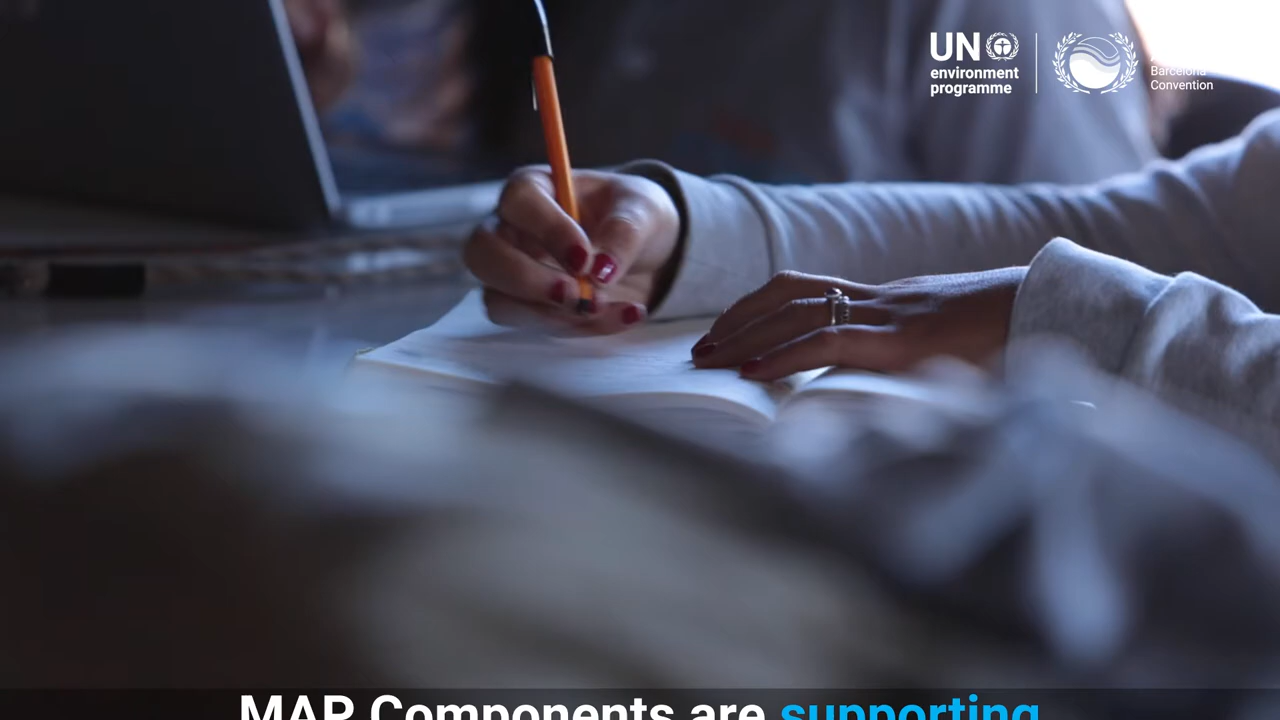 UN
environment
programme
Barcelona
Convention
MAP Components are supporting